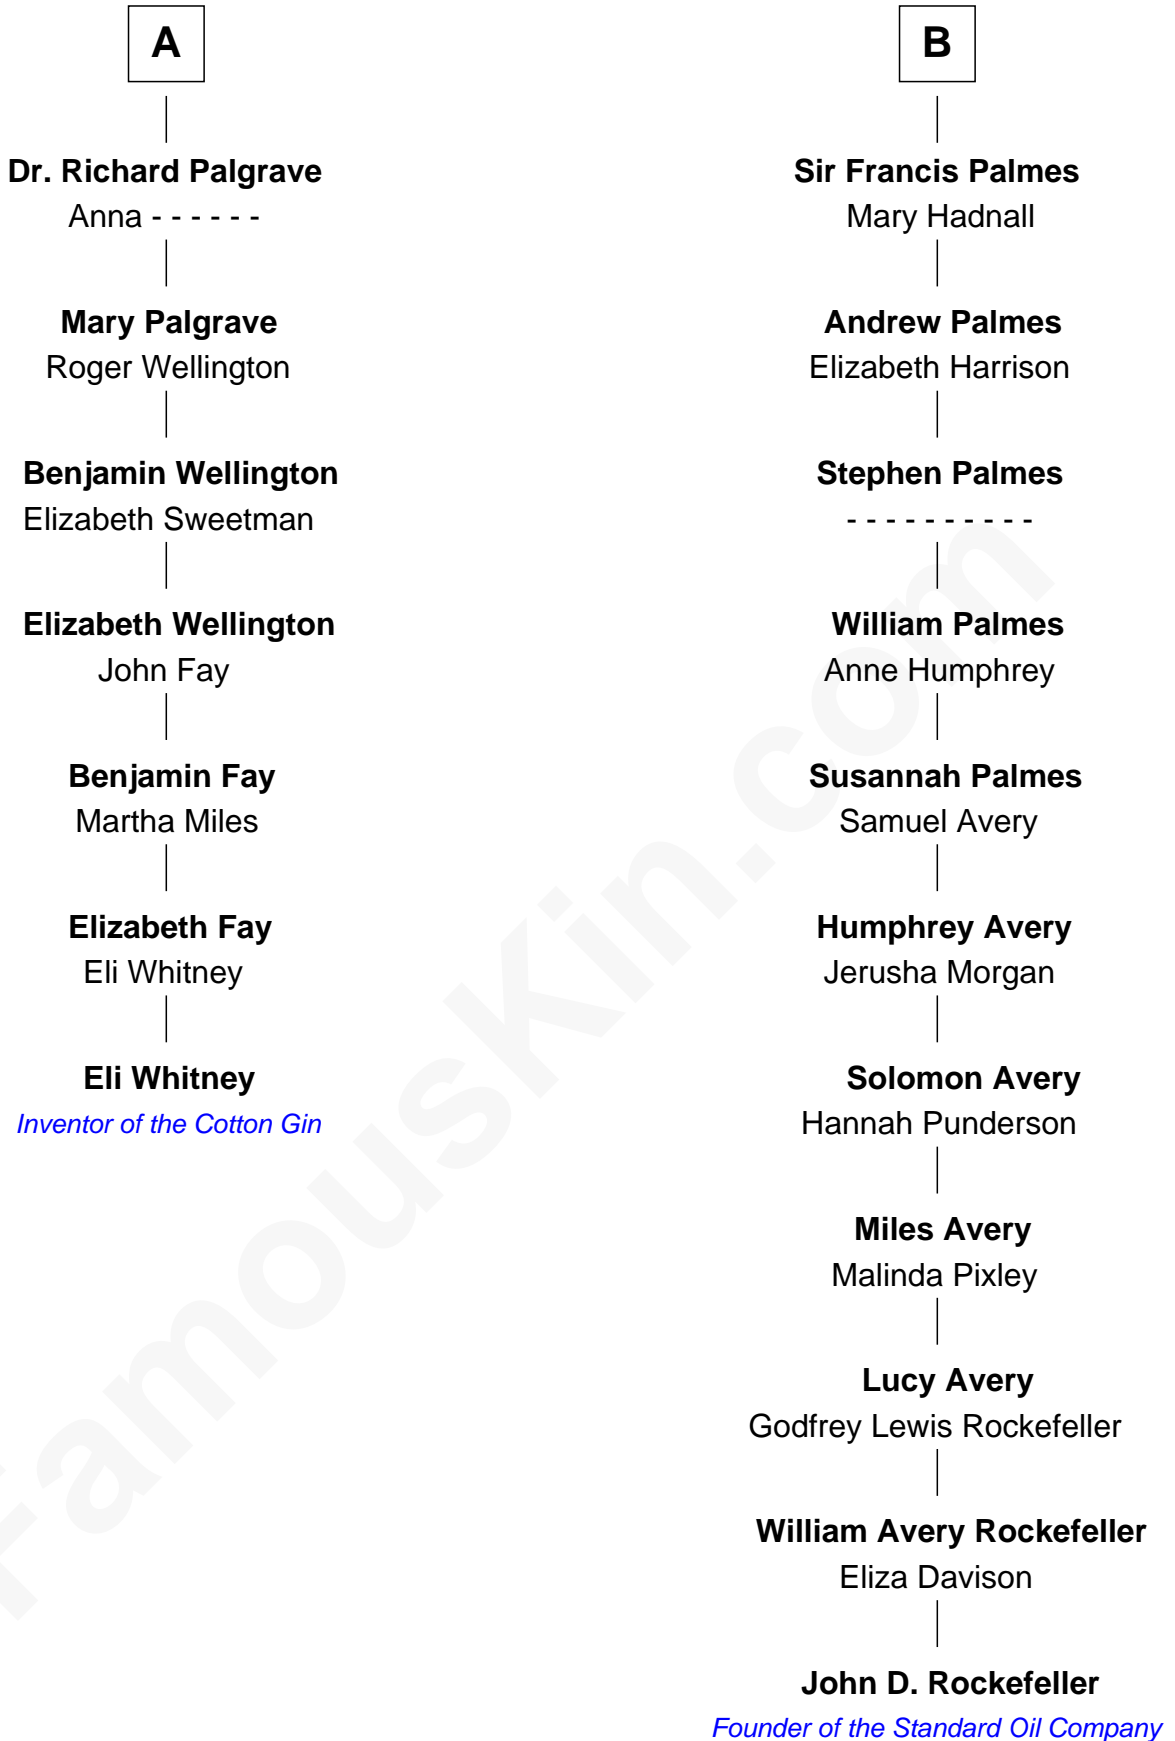 A
Dr. Richard Palgrave
Anna - - - - - -
Mary Palgrave
Roger Wellington
Benjamin Wellington
Elizabeth Sweetman
Elizabeth Wellington
John Fay
Benjamin Fay
Martha Miles
Elizabeth Fay
Eli Whitney
Eli Whitney
Inventor of the Cotton Gin
B
Sir Francis Palmes
Mary Hadnall
Andrew Palmes
Elizabeth Harrison
Stephen Palmes
- - - - - - - - - -
William Palmes
Anne Humphrey
Susannah Palmes
Samuel Avery
Humphrey Avery
Jerusha Morgan
Solomon Avery
Hannah Punderson
Miles Avery
Malinda Pixley
Lucy Avery
Godfrey Lewis Rockefeller
William Avery Rockefeller
Eliza Davison
John D. Rockefeller
Founder of the Standard Oil Company
FamousKin.com